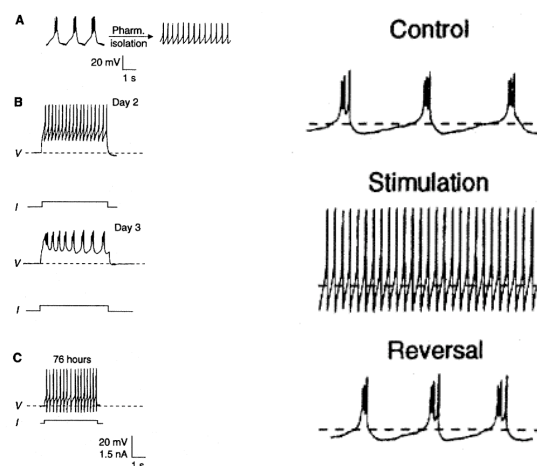 A
Pharm.
isolation
20 mV
1 s
B
Day 2
V
I
Day 3
V
I
C
76 hours
V
I
20 mV
1.5 nA
1 s
Control
Stimulation
Reversal